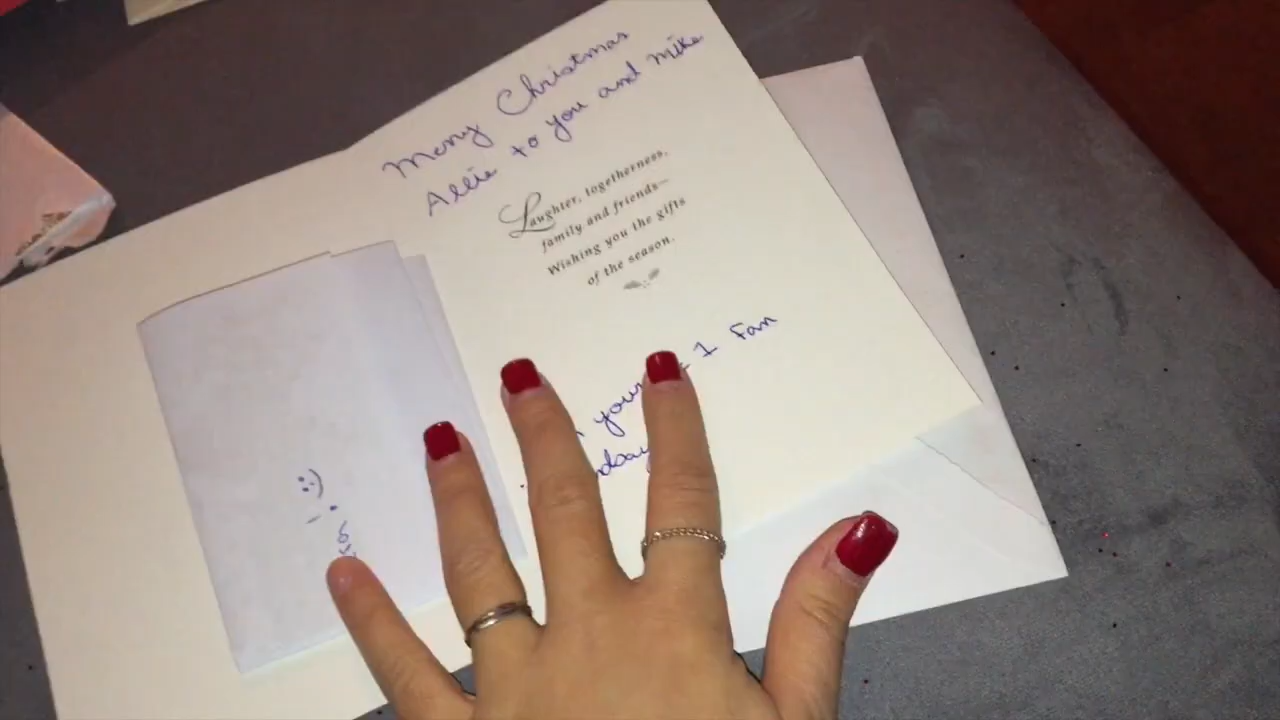 Merry Christmas
Allie to you and Mike
Laughter, togetherness,
family and friends—
Wishing you the gifts
of the season.
your 1 Fan
:)